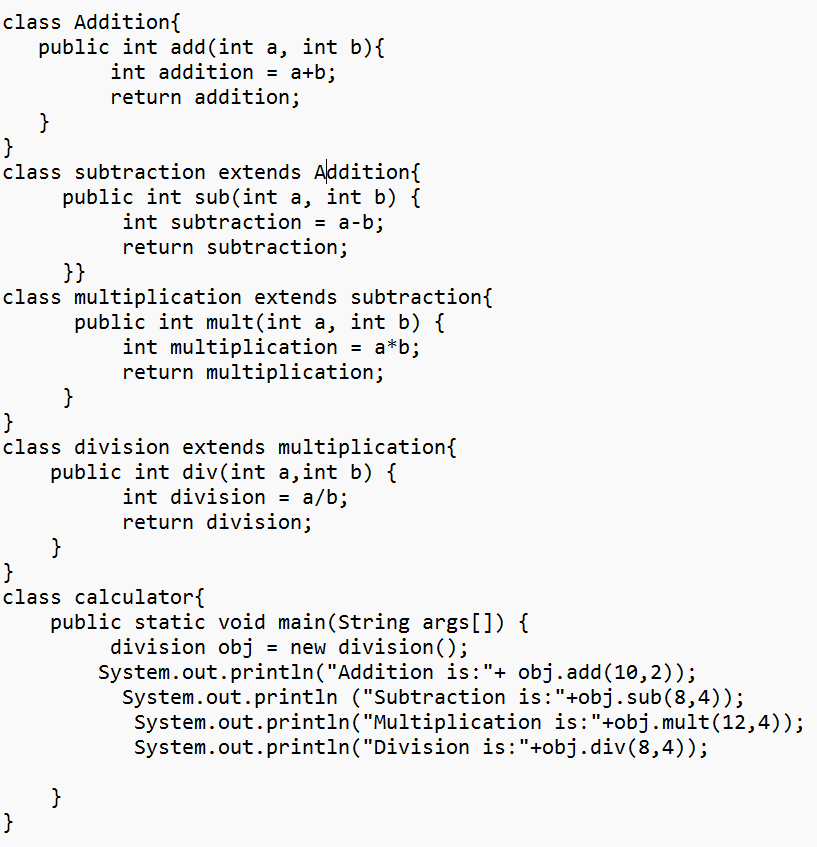 class Addition{
public int add(int a, int b){
int addition = a+b;
return addition;
}
}
class subtraction extends Addition{
public int sub(int a, int b) {
int subtraction = a-b;
return subtraction;
}}
class multiplication extends subtraction{
public int mult(int a, int b) {
int multiplication = a*b;
return multiplication;
}
}
class division extends multiplication{
public int div(int a,int b) {
int division = a/b;
return division;
}
}
class calculator{
public static void main(String args[]) {
division obj = new division();
System.out.println("Addition is:"+ obj.add(10,2));
System.out.println ("Subtraction is:"+obj.sub(8,4));
System.out.println("Multiplication is:"+obj.mult(12,4));
System.out.println("Division is:"+obj.div(8,4));
}
}